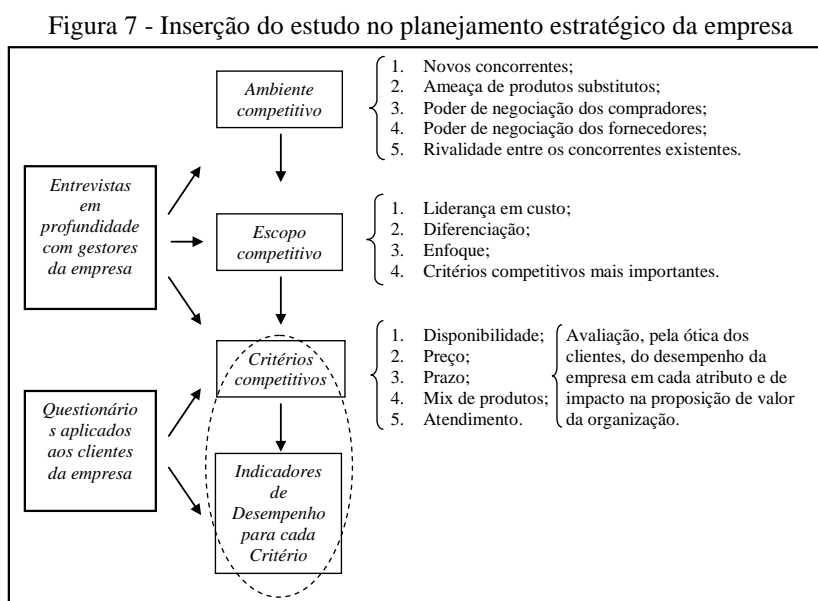 Figura 7 - Inserção do estudo no planejamento estratégico da empresa
Ambiente
competitivo
1. Novos concorrentes;
2. Ameaça de produtos substitutos;
3. Poder de negociação dos compradores;
4. Poder de negociação dos fornecedores;
5. Rivalidade entre os concorrentes existentes.
Entrevistas
em
profundidade
com gestores
da empresa
Escopo
competitivo
1. Liderança em custo;
2. Diferenciação;
3. Enfoque;
4. Critérios competitivos mais importantes.
Critérios
competitivos
1. Disponibilidade;
2. Preço;
3. Prazo;
4. Mix de produtos;
5. Atendimento.
Avaliação, pela ótica dos
clientes, do desempenho da
empresa em cada atributo e de
impacto na proposição de valor
da organização.
Questionário
s aplicados
aos clientes
da empresa
Indicadores
de
Desempenho
para cada
Critério